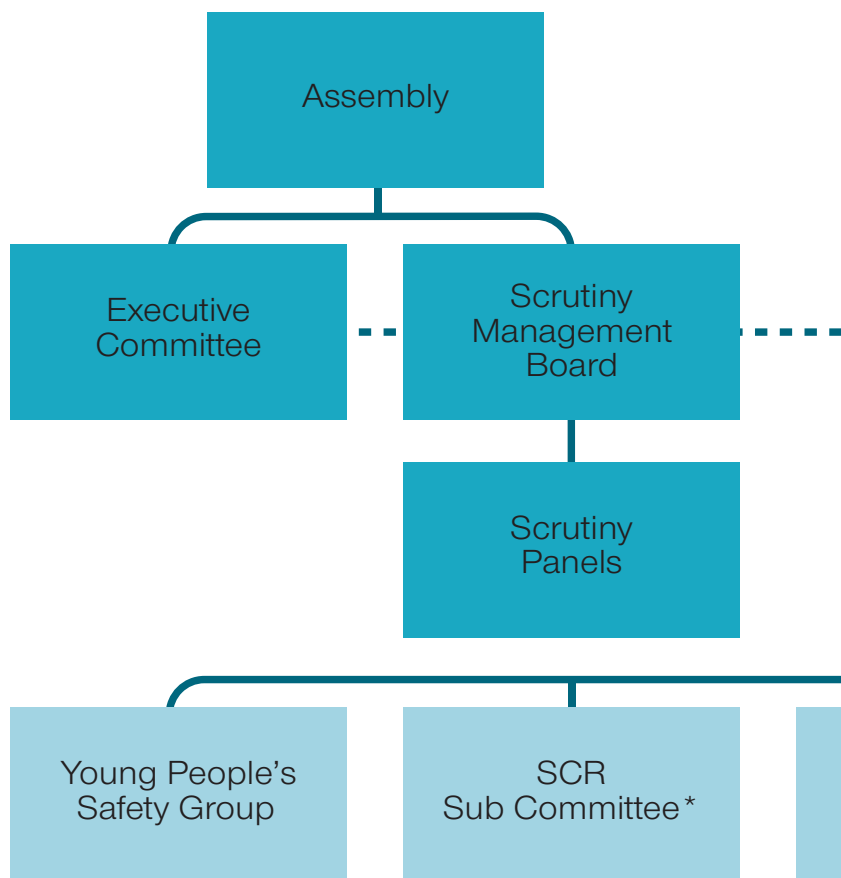 Assembly
Executive
Committee
Scrutiny
Management
Board
Scrutiny
Panels
Young People’s
Safety Group
SCR
Sub Committee*